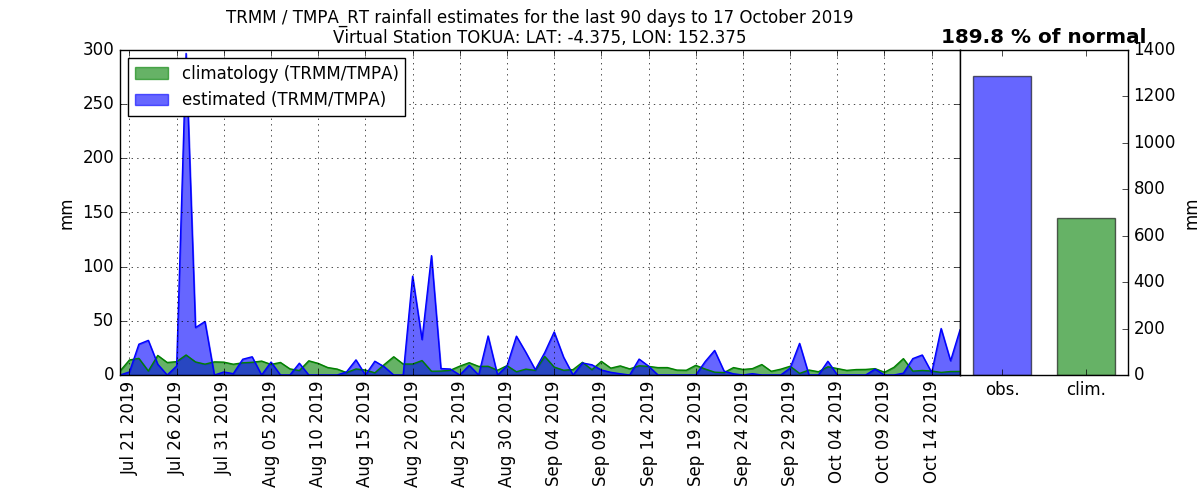 TRMM / TMPA_RT rainfall estimates for the last 90 days to 17 October 2019
Virtual Station TOKUA: LAT: -4.375, LON: 152.375
189.8 % of normal
climatology (TRMM/TMPA)
estimated (TRMM/TMPA)
300
250
200
150
100
50
0
mm
1400
1200
1000
800
600
400
200
0
mm
Jul 21 2019
Jul 26 2019
Jul 31 2019
Aug 05 2019
Aug 10 2019
Aug 15 2019
Aug 20 2019
Aug 25 2019
Aug 30 2019
Sep 04 2019
Sep 09 2019
Sep 14 2019
Sep 19 2019
Sep 24 2019
Sep 29 2019
Oct 04 2019
Oct 09 2019
Oct 14 2019
obs.
clim.